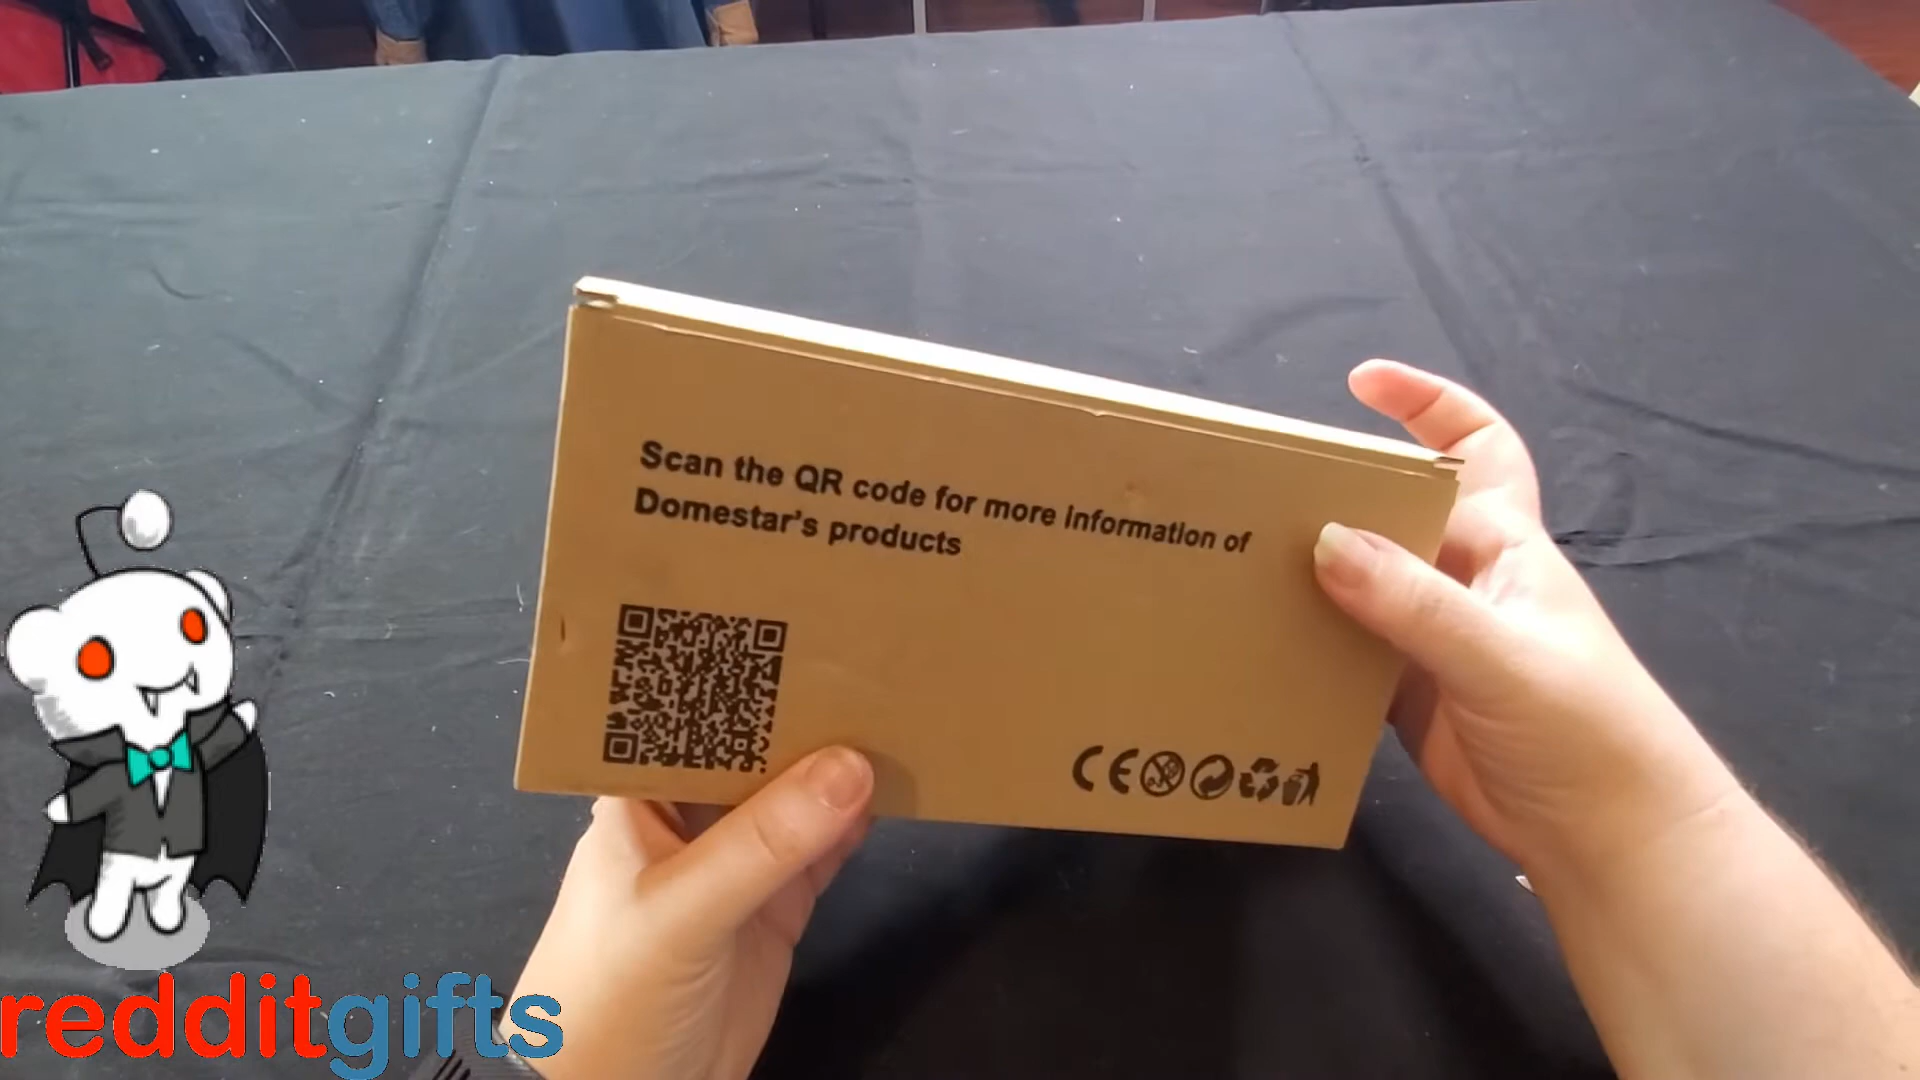 Scan the QR code for more information of
Domestar's products
CE
redditgifts